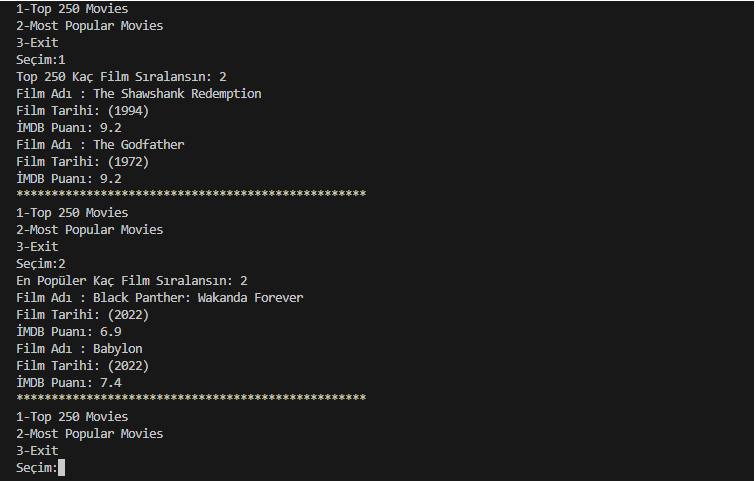 1-Top 250 Movies
2-Most Popular Movies
3-Exit
Seçim:1
Top 250 Kaç Film Sıralansın: 2
Film Adı : The Shawshank Redemption
Film Tarihi: (1994)
İMDB Puanı: 9.2
Film Adı : The Godfather
Film Tarihi: (1972)
İMDB Puanı: 9.2
**************************************************
1-Top 250 Movies
2-Most Popular Movies
3-Exit
Seçim:2
En Popüler Kaç Film Sıralansın: 2
Film Adı : Black Panther: Wakanda Forever
Film Tarihi: (2022)
İMDB Puanı: 6.9
Film Adı : Babylon
Film Tarihi: (2022)
İMDB Puanı: 7.4
**************************************************
1-Top 250 Movies
2-Most Popular Movies
3-Exit
Seçim: